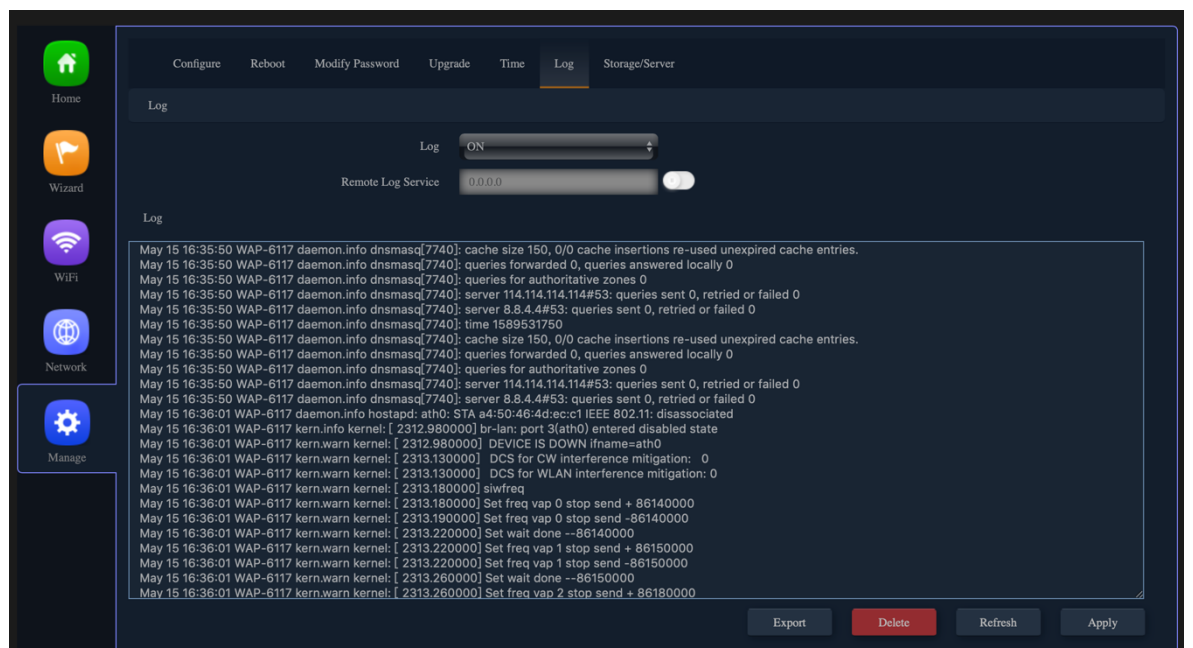 Home
Wizard
WiFi
Network
Manage
Configure Reboot Modify Password Upgrade Time Log Storage/Server
Log
Log ON
Remote Log Service 0.0.0.0
Log
May 15 16:35:50 WAP-6117 daemon.info dnsmasq[7740]: cache size 150, 0/0 cache insertions re-used unexpired cache entries.
May 15 16:35:50 WAP-6117 daemon.info dnsmasq[7740]: queries forwarded 0, queries answered locally 0
May 15 16:35:50 WAP-6117 daemon.info dnsmasq[7740]: queries for authoritative zones 0
May 15 16:35:50 WAP-6117 daemon.info dnsmasq[7740]: server 114.114.114.114#53: queries sent 0, retried or failed 0
May 15 16:35:50 WAP-6117 daemon.info dnsmasq[7740]: server 8.8.4.4#53: queries sent 0, retried or failed 0
May 15 16:35:50 WAP-6117 daemon.info dnsmasq[7740]: time 1589531750
May 15 16:35:50 WAP-6117 daemon.info dnsmasq[7740]: cache size 150, 0/0 cache insertions re-used unexpired cache entries.
May 15 16:35:50 WAP-6117 daemon.info dnsmasq[7740]: queries forwarded 0, queries answered locally 0
May 15 16:35:50 WAP-6117 daemon.info dnsmasq[7740]: queries for authoritative zones 0
May 15 16:35:50 WAP-6117 daemon.info dnsmasq[7740]: server 114.114.114.114#53: queries sent 0, retried or failed 0
May 15 16:35:50 WAP-6117 daemon.info dnsmasq[7740]: server 8.8.4.4#53: queries sent 0, retried or failed 0
May 15 16:36:01 WAP-6117 daemon.info hostapd: ath0: STA a4:50:46:4d:ec:c1 IEEE 802.11: disassociated
May 15 16:36:01 WAP-6117 kern.info kernel: [ 2312.980000] br-lan: port 3(ath0) entered disabled state
May 15 16:36:01 WAP-6117 kern.warn kernel: [ 2312.980000] DEVICE IS DOWN ifname=ath0
May 15 16:36:01 WAP-6117 kern.warn kernel: [ 2313.130000] DCS for CW interference mitigation: 0
May 15 16:36:01 WAP-6117 kern.warn kernel: [ 2313.130000] DCS for WLAN interference mitigation: 0
May 15 16:36:01 WAP-6117 kern.warn kernel: [ 2313.180000] siwfreq
May 15 16:36:01 WAP-6117 kern.warn kernel: [ 2313.180000] Set freq vap 0 stop send + 86140000
May 15 16:36:01 WAP-6117 kern.warn kernel: [ 2313.190000] Set freq vap 0 stop send -86140000
May 15 16:36:01 WAP-6117 kern.warn kernel: [ 2313.220000] Set wait done --86140000
May 15 16:36:01 WAP-6117 kern.warn kernel: [ 2313.220000] Set freq vap 1 stop send + 86150000
May 15 16:36:01 WAP-6117 kern.warn kernel: [ 2313.220000] Set freq vap 1 stop send -86150000
May 15 16:36:01 WAP-6117 kern.warn kernel: [ 2313.260000] Set wait done --86150000
May 15 16:36:01 WAP-6117 kern.warn kernel: [ 2313.260000] Set freq vap 2 stop send + 86180000
Export Delete Refresh Apply